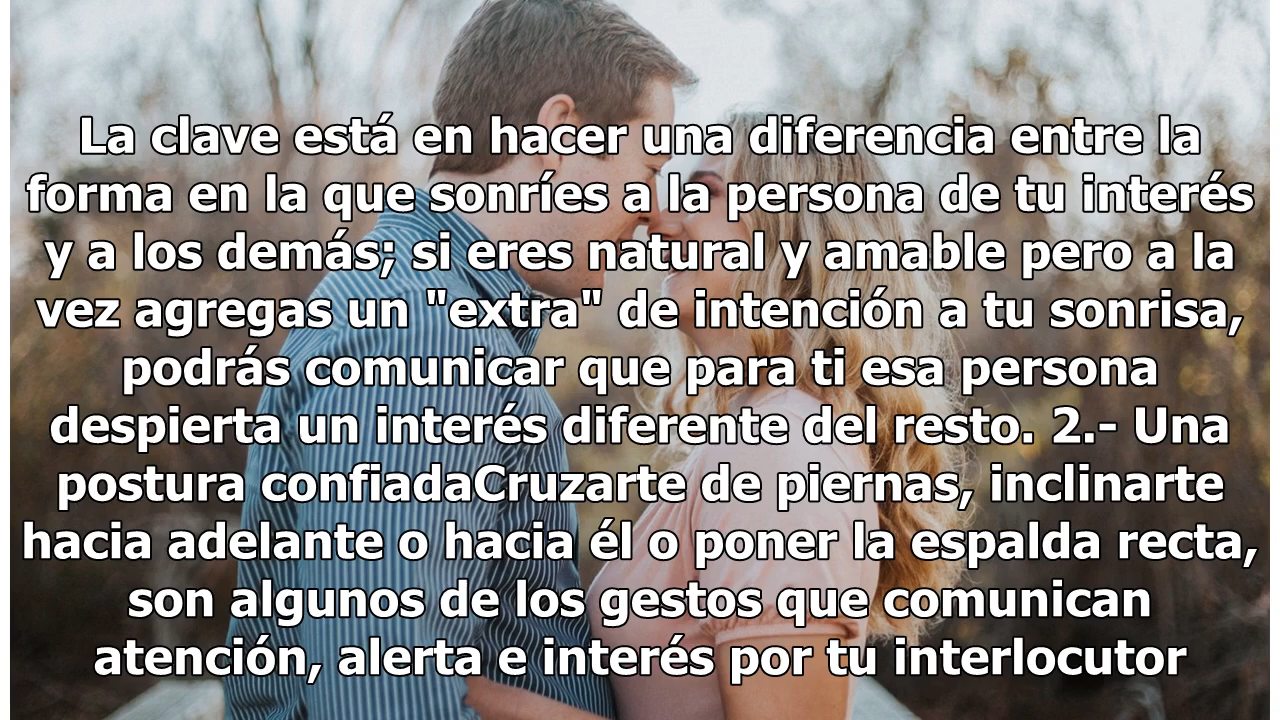 La clave está en hacer una diferencia entre la
forma en la que sonríes a la persona de tu interés
y a los demás; si eres natural y amable pero a la
vez agregas un "extra" de intención a tu sonrisa,
podrás comunicar que para ti esa persona
despierta un interés diferente del resto. 2.- Una
postura confiadaCruzarte de piernas, inclinarte
hacia adelante o hacia él o poner la espalda recta,
son algunos de los gestos que comunican
atención, alerta e interés por tu interlocutor